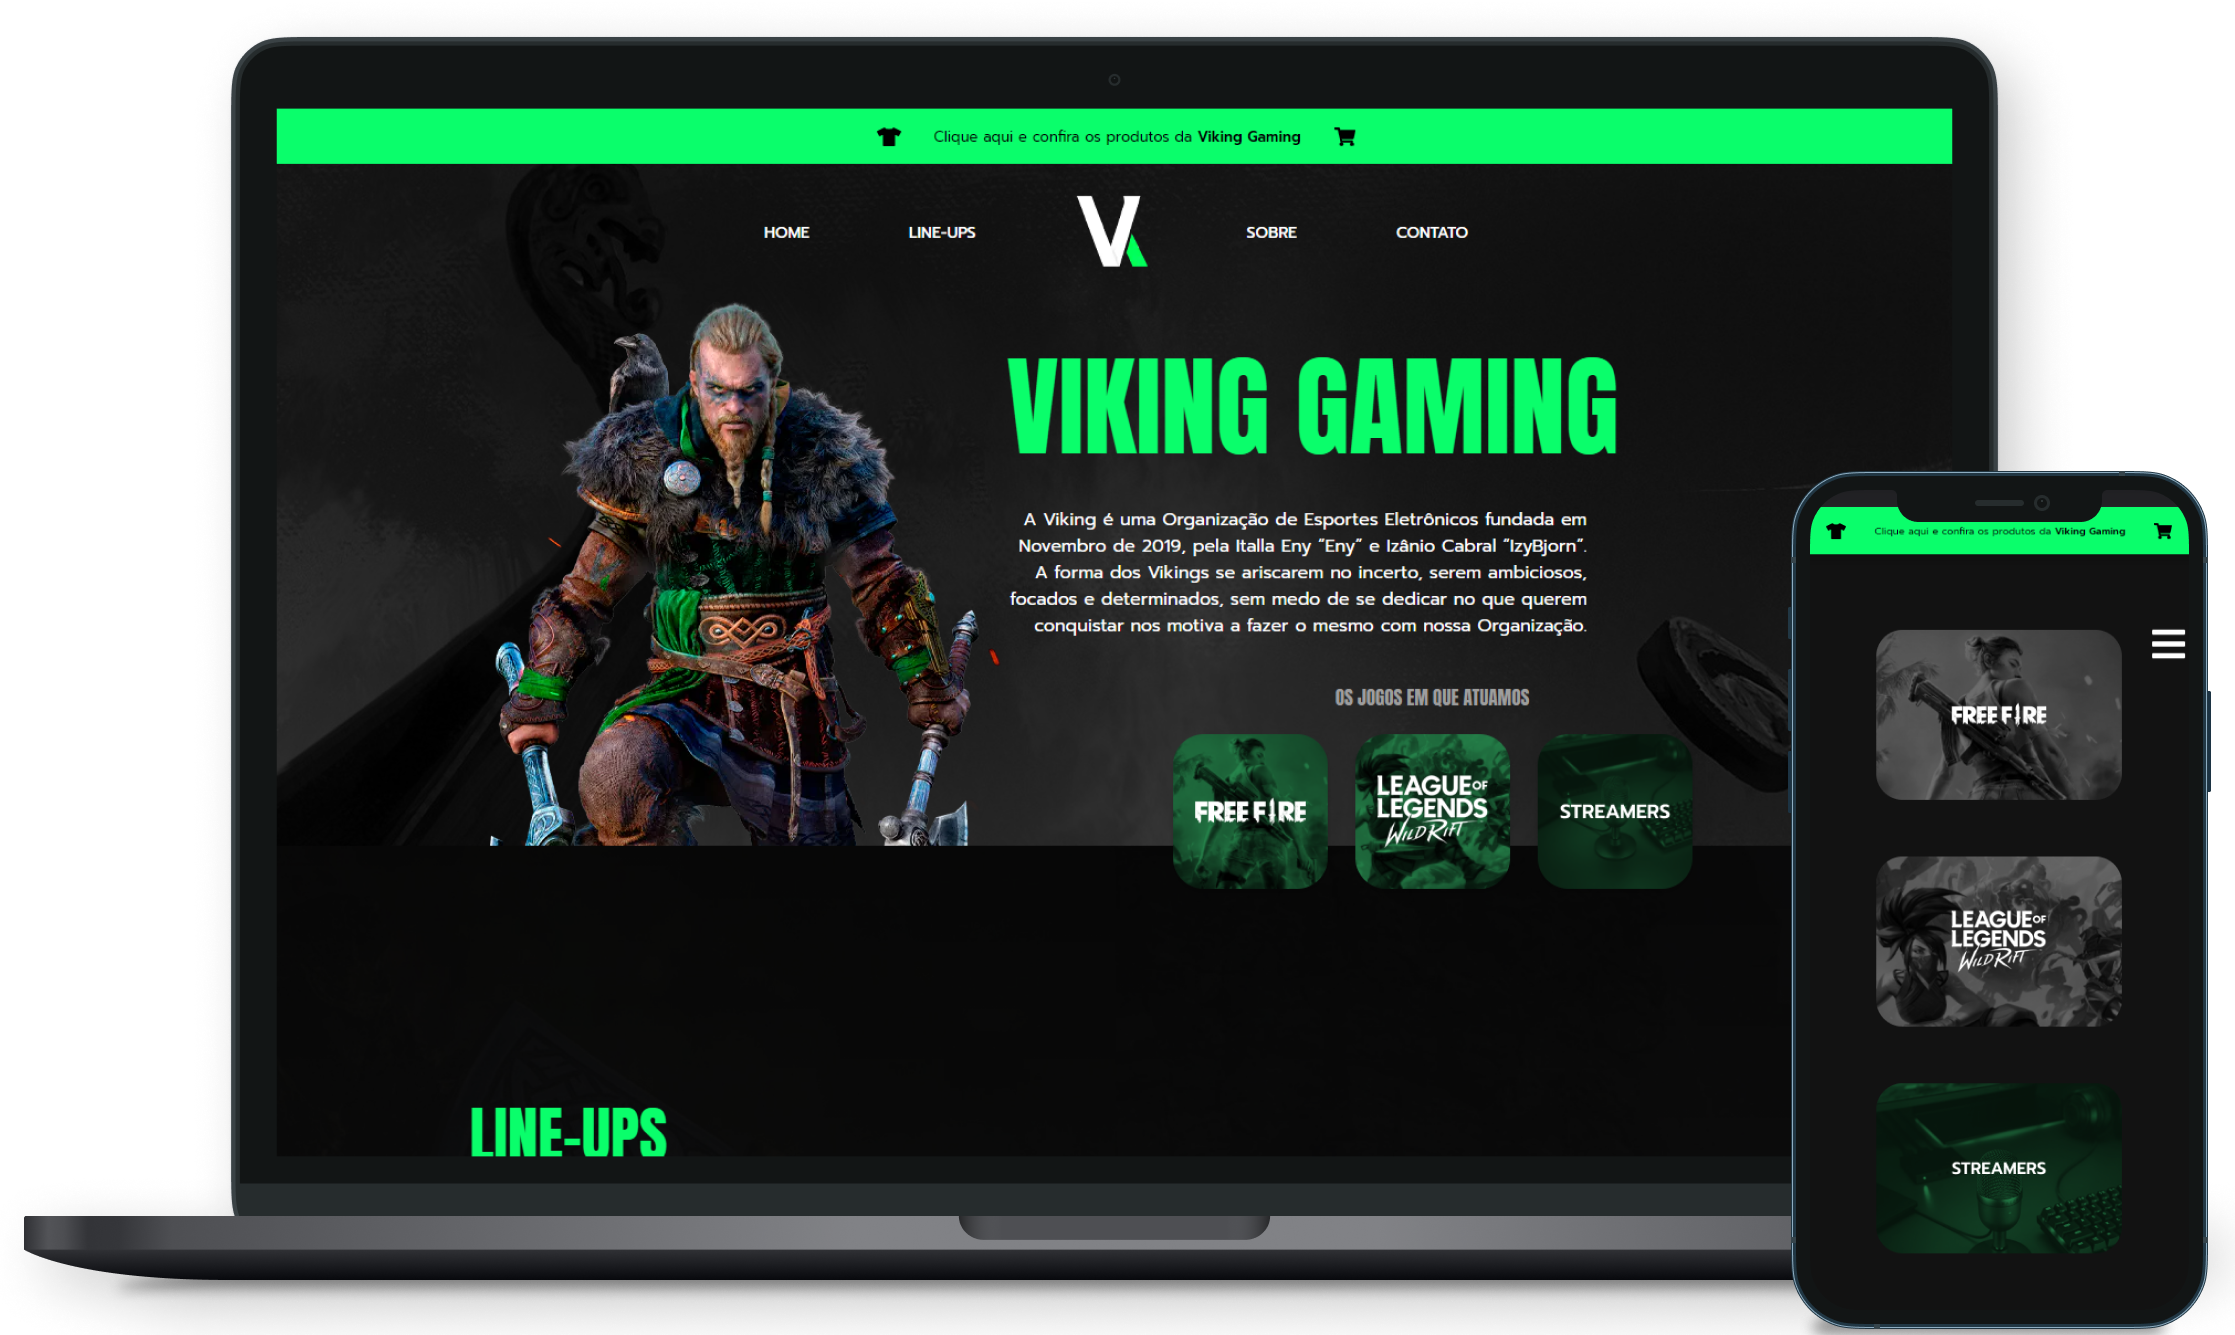 Clique aqui e confira os produtos da Viking Gaming
HOME
LINE-UPS
SOBRE
CONTATO
VIKING GAMING
A Viking é uma Organização de Esportes Eletrônicos fundada em
Novembro de 2019, pela Italla Eny "Eny" e Izânio Cabral "IzyBjorn".
A forma dos Vikings se ariscarem no incerto, serem ambiciosos,
focados e determinados, sem medo de se dedicar no que querem
conquistar nos motiva a fazer o mesmo com nossa Organização.
OS JOGOS EM QUE ATUAMOS
FREE FIRE
LEAGUE OF
LEGENDS
WILD RIFT
STREAMERS
LINE-UPS
Clique aqui e confira os produtos da Viking Gaming
FREE FIRE
LEAGUE OF
LEGENDS
WILD RIFT
STREAMERS